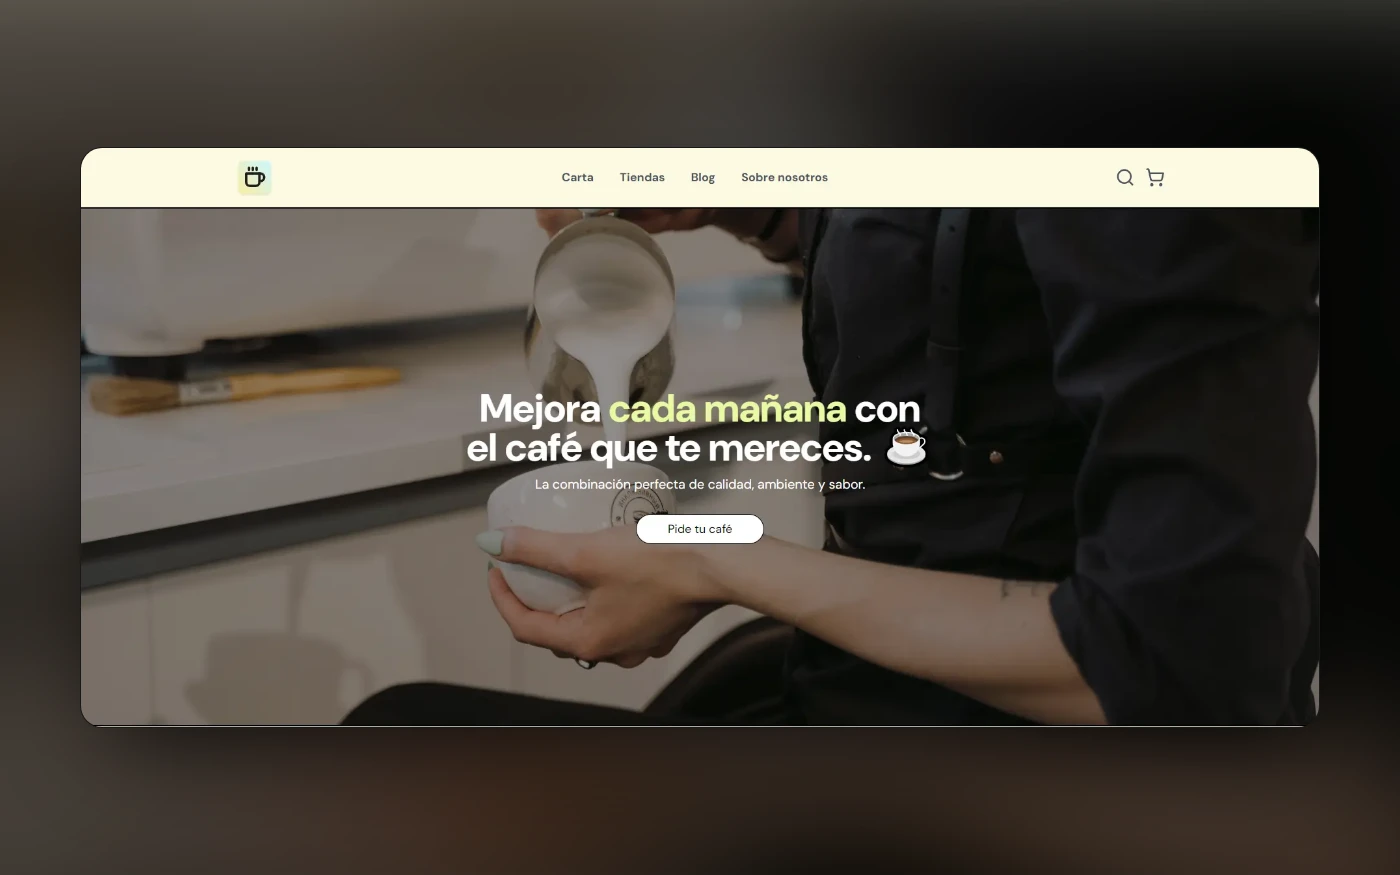 Carta
Tiendas
Blog
Sobre nosotros
Mejora cada mañana con
el café que te mereces. ☕
La combinación perfecta de calidad, ambiente y sabor.
Pide tu café